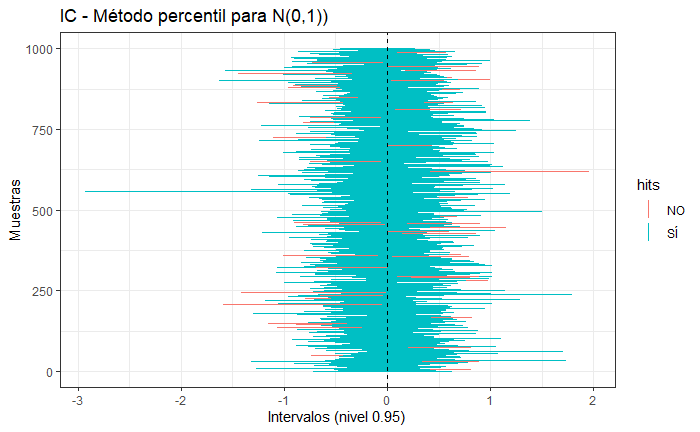 IC - Método percentil para N(0,1))
Muestras
1000
750
500
250
0
-3
-2
-1
0
1
2
Intervalos (nivel 0.95)
hits
NO
SÍ